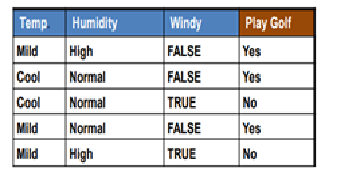 Temp Humidity Windy Play Golf
Mild High FALSE Yes
Cool Normal FALSE Yes
Cool Normal TRUE No
Mild Normal FALSE Yes
Mild High TRUE No